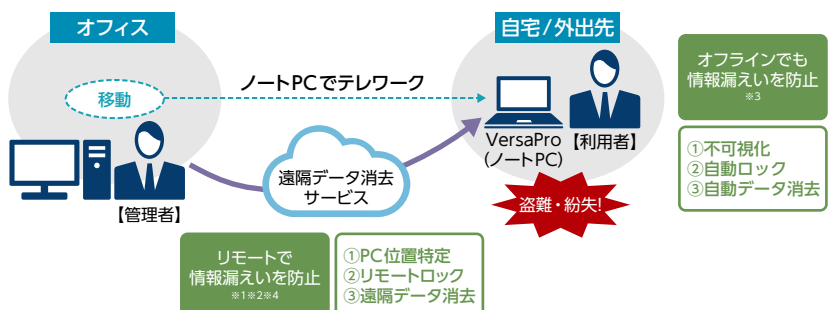 オフィス
自宅/外出先
ノートPCでテレワーク
移動
VersaPro
(ノートPC)
【利用者】
遠隔データ消去
サービス
【管理者】
盗難・紛失!
オフラインでも
情報漏えいを防止
※3
①不可視化
②自動ロック
③自動データ消去
リモートで
情報漏えいを防止
※1※2※4
①PC位置特定
②リモートロック
③遠隔データ消去